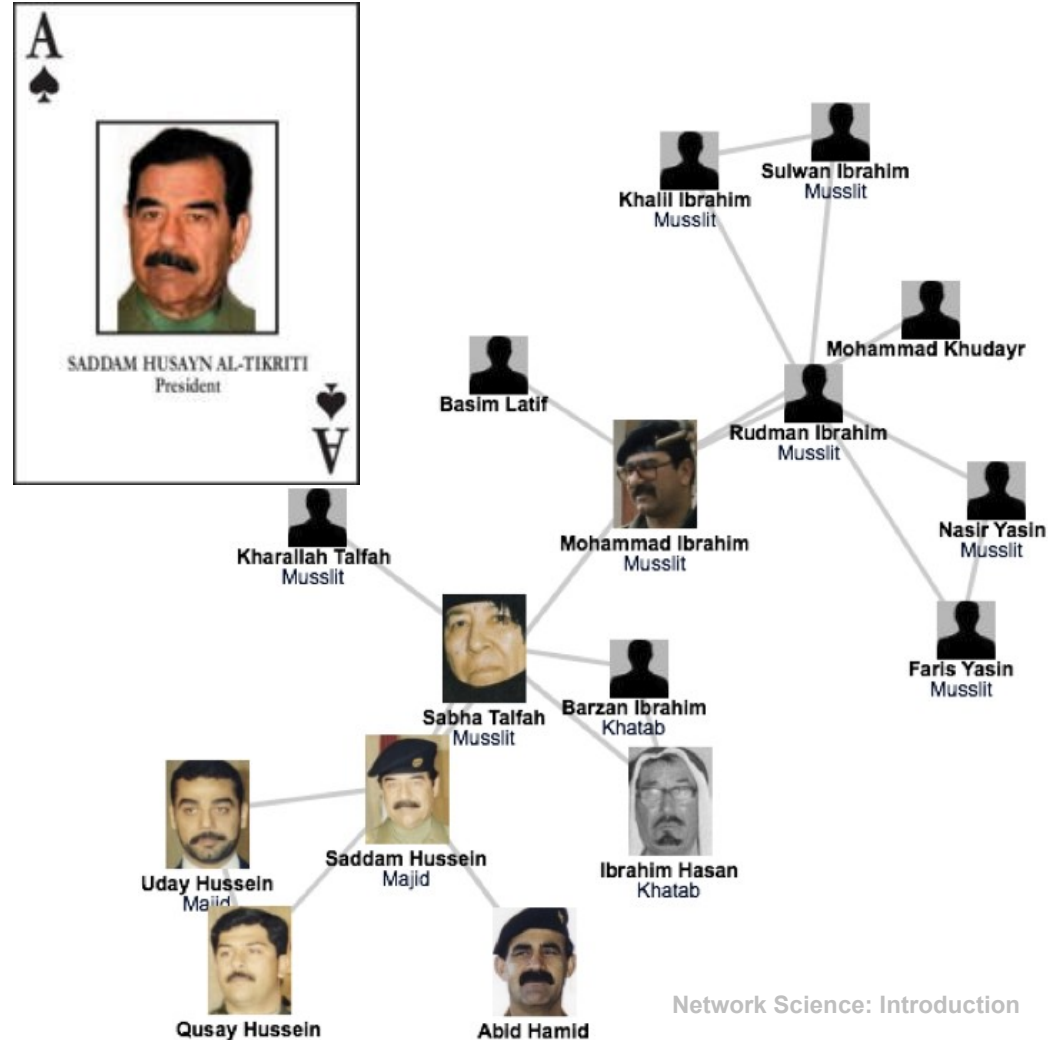 A
SADDAM HUSAYN AL-TIKRITI
President
A
Sulwan Ibrahim
Musslit
Khalil Ibrahim
Musslit
Mohammad Khudayr
Basim Latif
Rudman Ibrahim
Musslit
Mohammad Ibrahim
Musslit
Nasir Yasin
Musslit
Kharallah Talfah
Musslit
Faris Yasin
Musslit
Sabha Talfah
Musslit
Barzan Ibrahim
Khatab
Saddam Hussein
Majid
Ibrahim Hasan
Khatab
Uday Hussein
Majid
Qusay Hussein
Abid Hamid
Network Science: Introduction